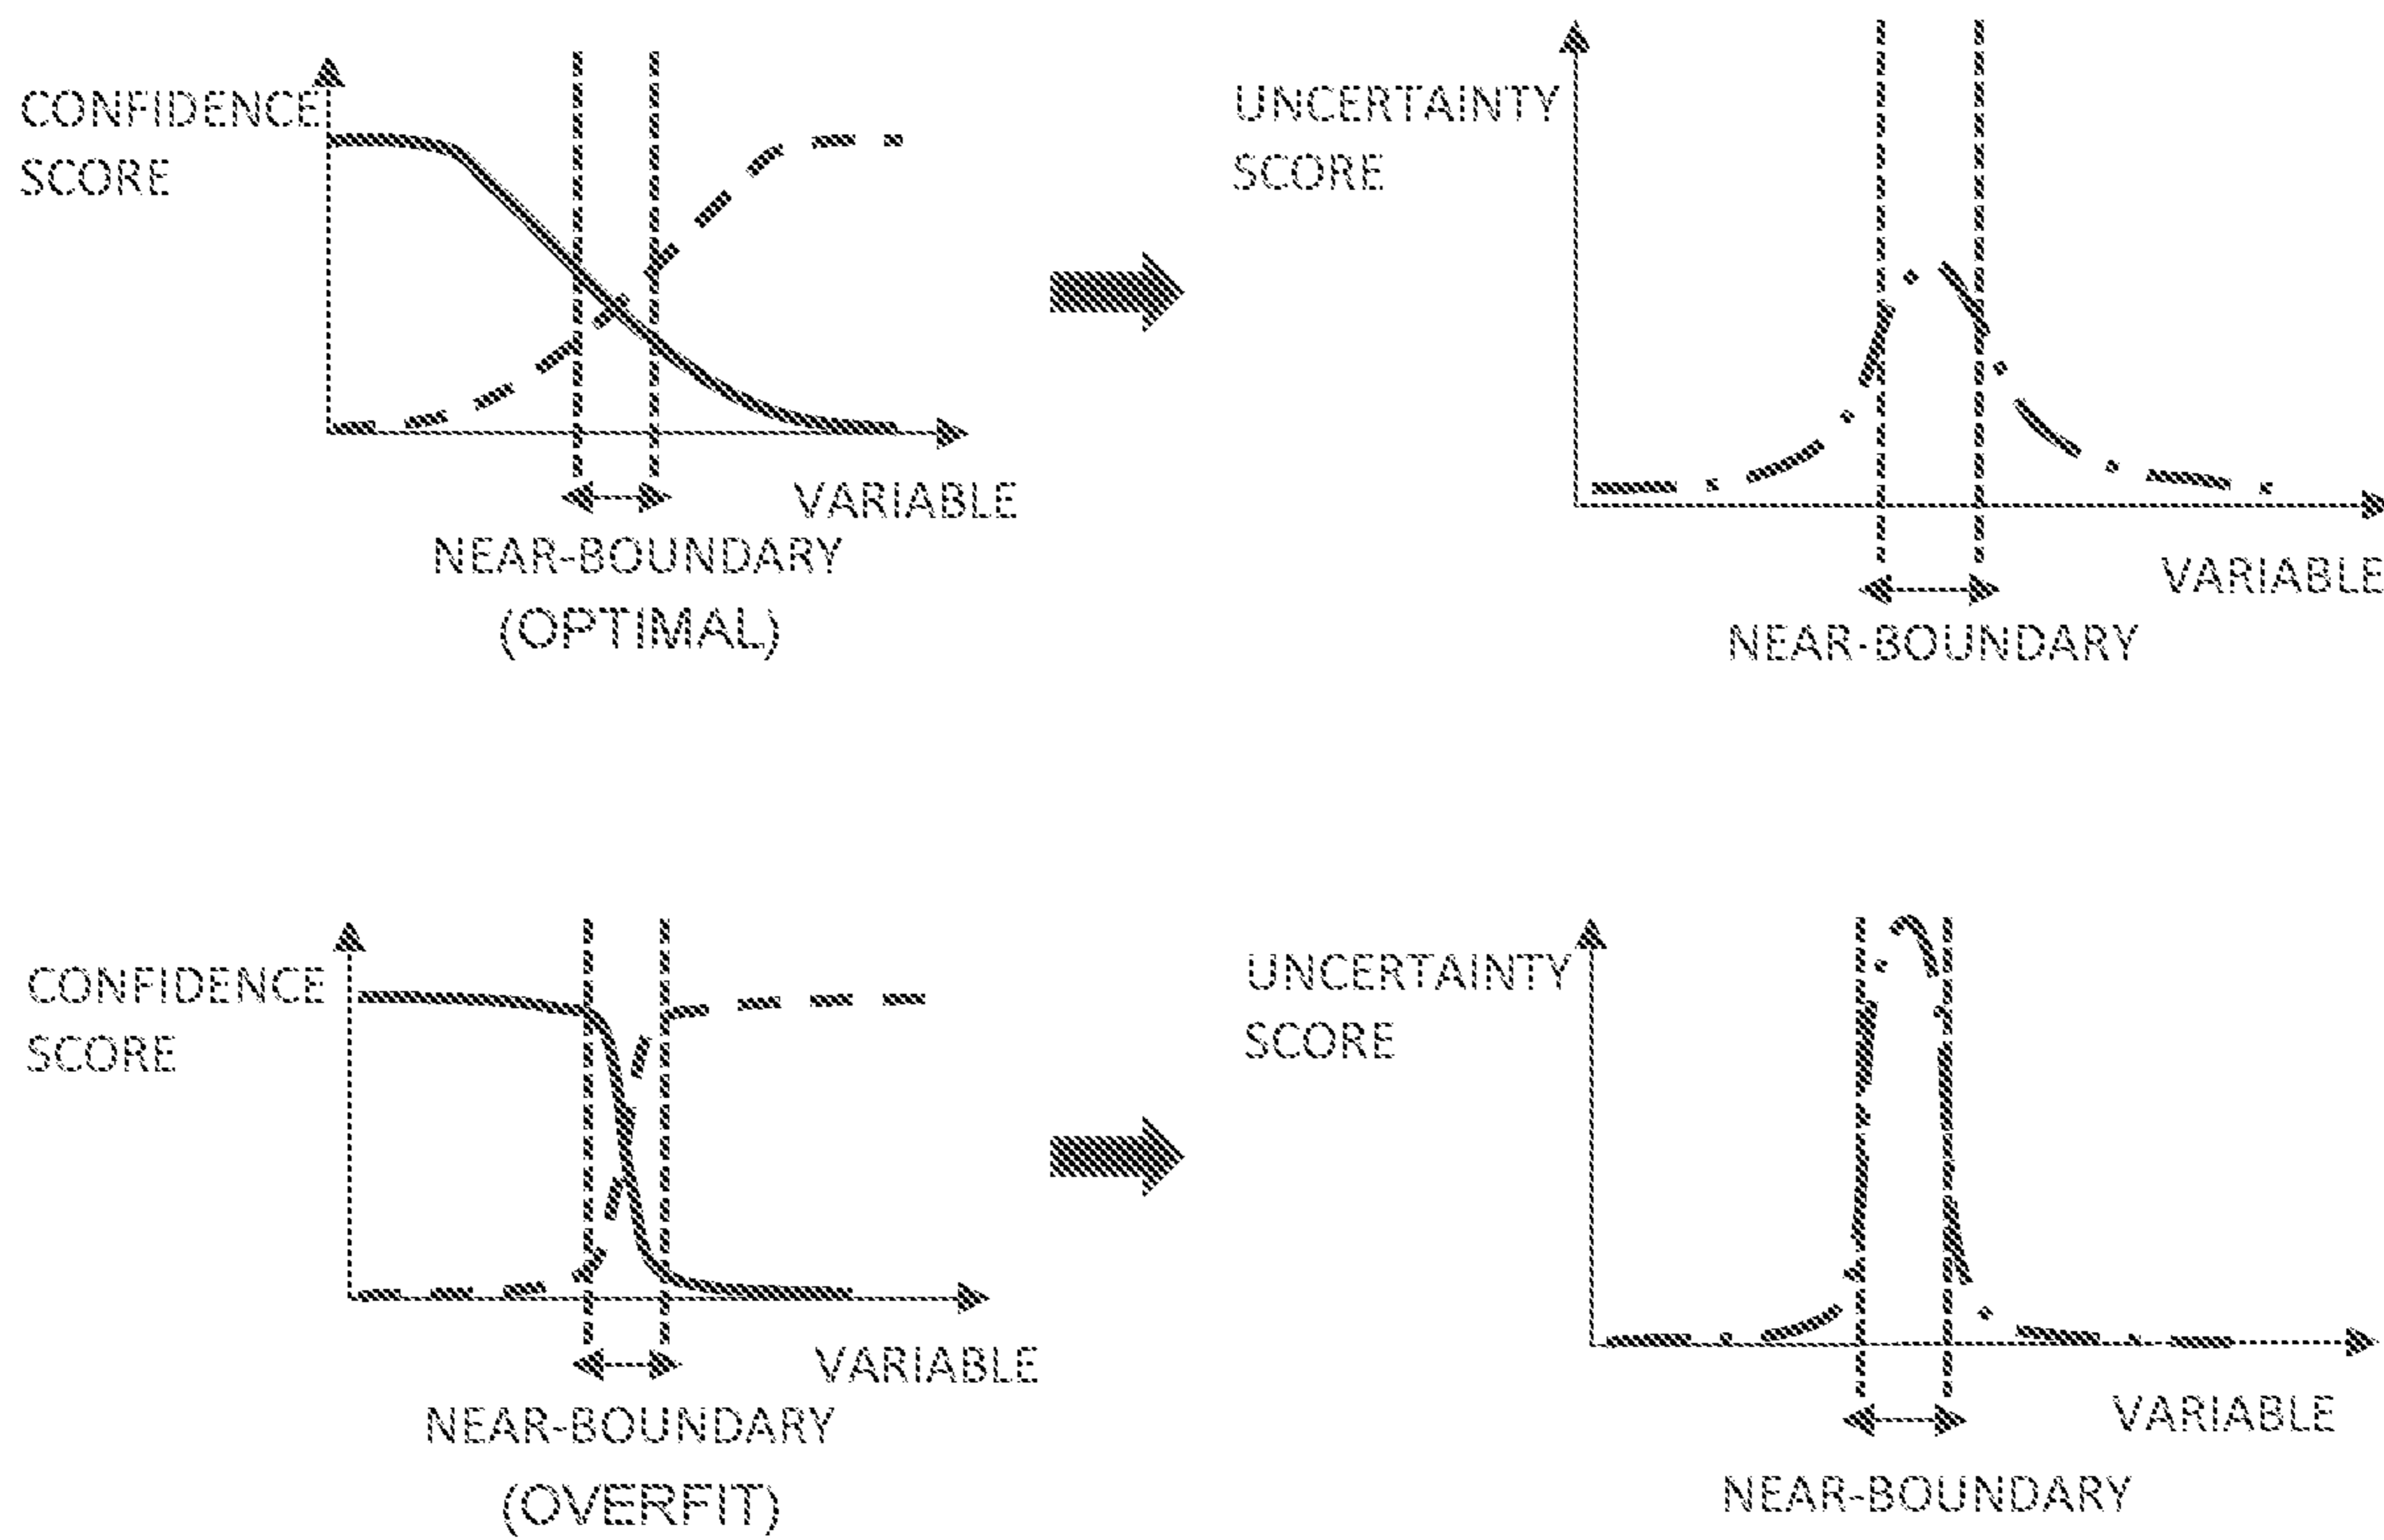 CONFIDENCE
SCORE
VARIABLE
NEAR-BOUNDARY
(OPTIMAL)
UNCERTAINTY
SCORE
VARIABLE
NEAR-BOUNDARY
CONFIDENCE
SCORE
VARIABLE
NEAR-BOUNDARY
(OVERFIT)
UNCERTAINTY
SCORE
VARIABLE
NEAR-BOUNDARY